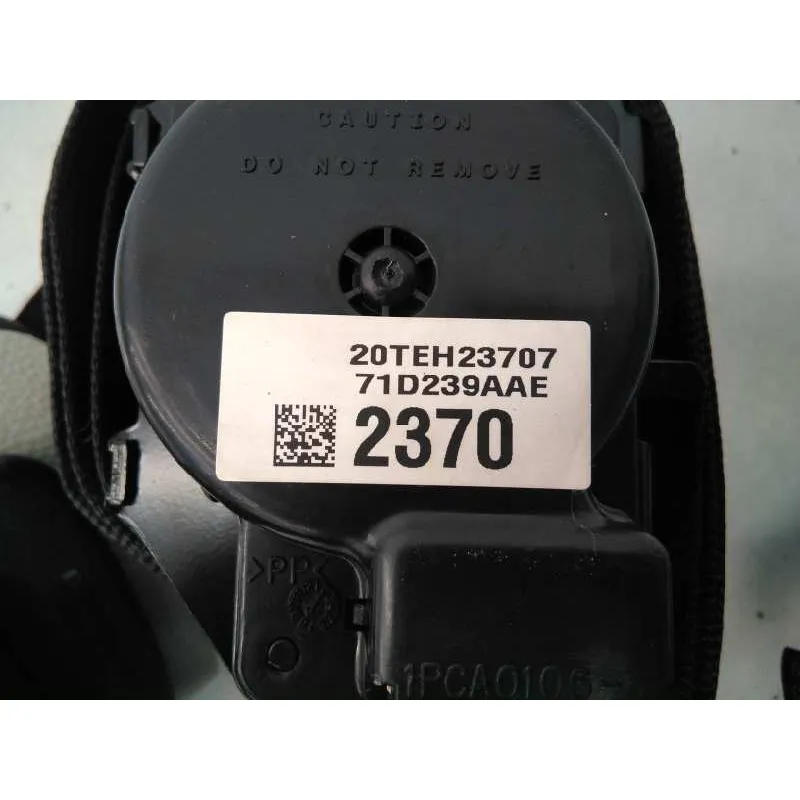 CAUTION
DO NOT REMOVE
20TEH23707
71D239AAE
2370
>PP<
1PCA0106-